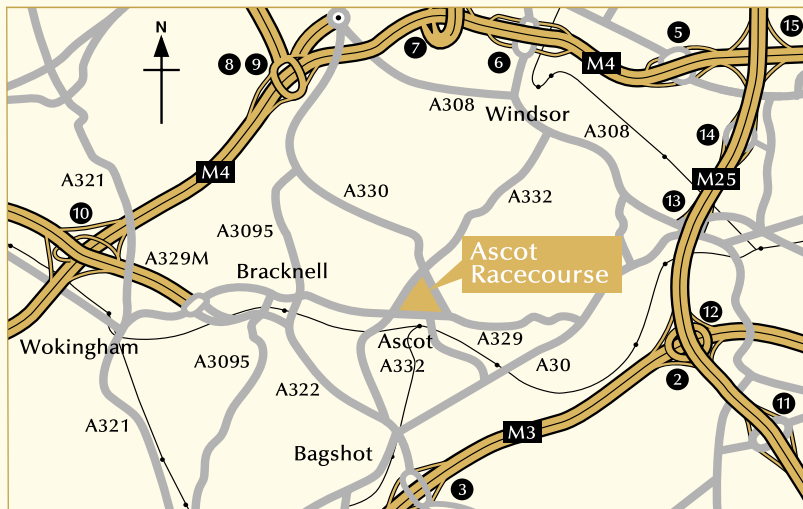 15
5
N
7
8 9
6
M4
A308
Windsor
A308
14
M4
A321
M25
A330
A332
13
10
A3095
A329M
Ascot
Racecourse
Bracknell
12
Wokingham
Ascot
A329
A3095
A332
A30
2
A322
11
A321
M3
Bagshot
3